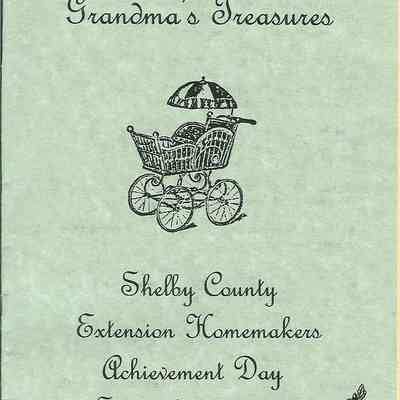 Grandma's Treasures
Shelby County
Extension Homemakers
Achievement Day